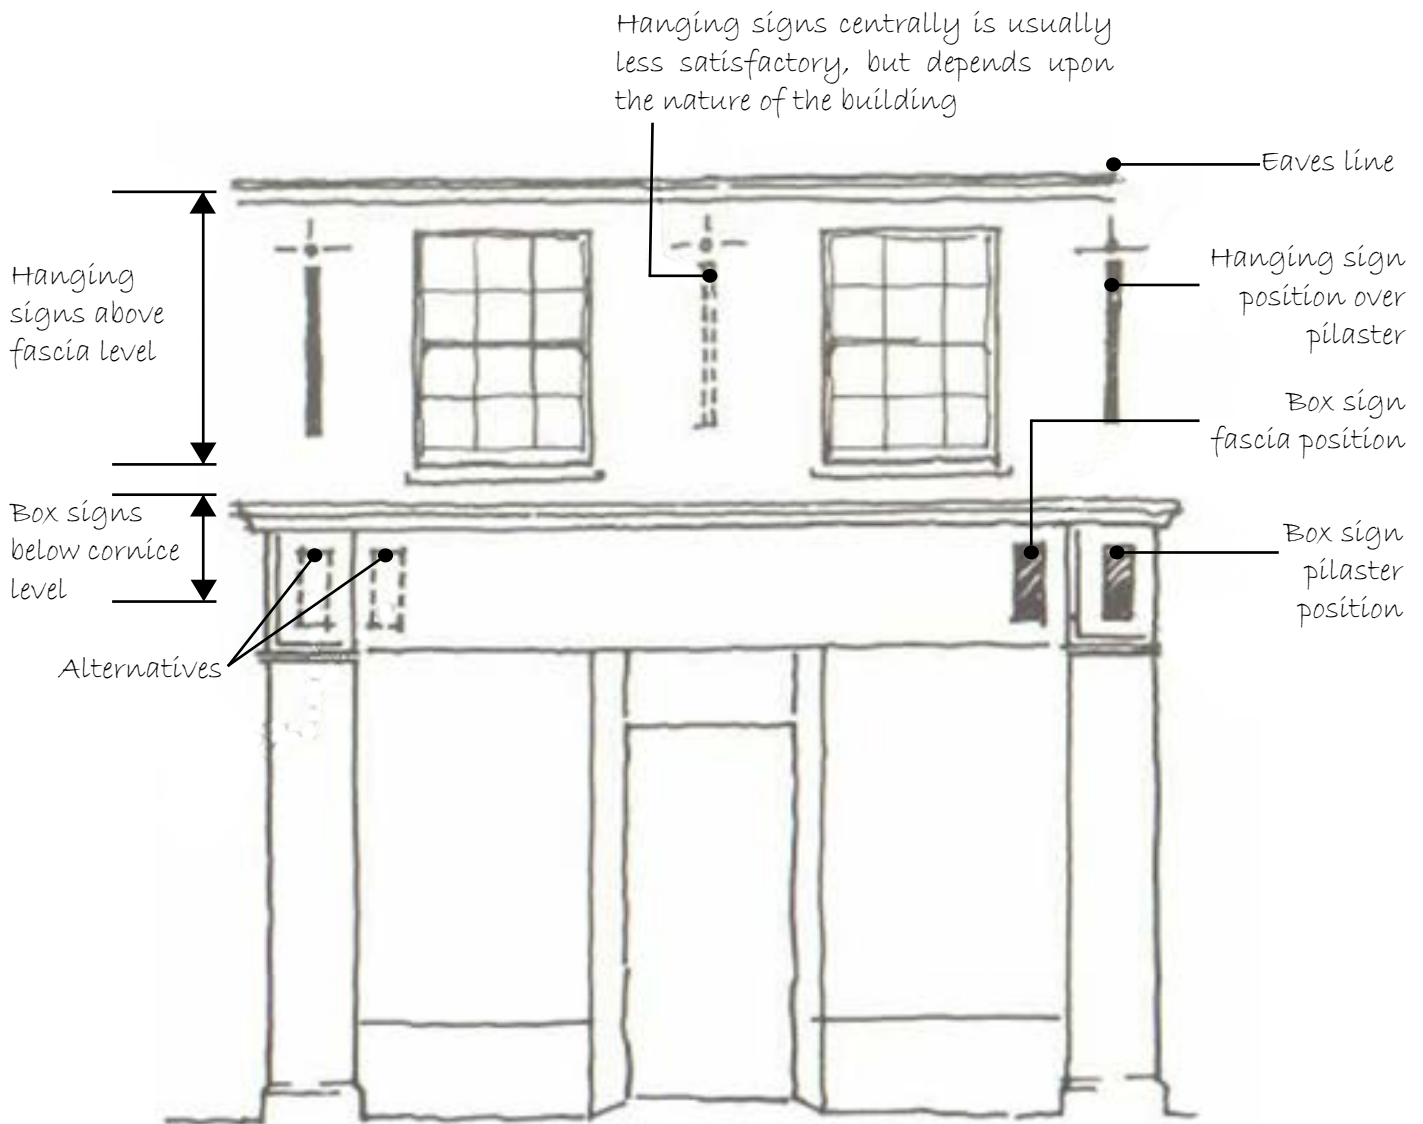 Hanging signs centrally is usually
less satisfactory, but depends upon
the nature of the building
Eaves line
Hanging
signs above
fascia level
Hanging sign
position over
pilaster
Box sign
fascia position
Box signs
below cornice
level
Box sign
pilaster
position
Alternatives